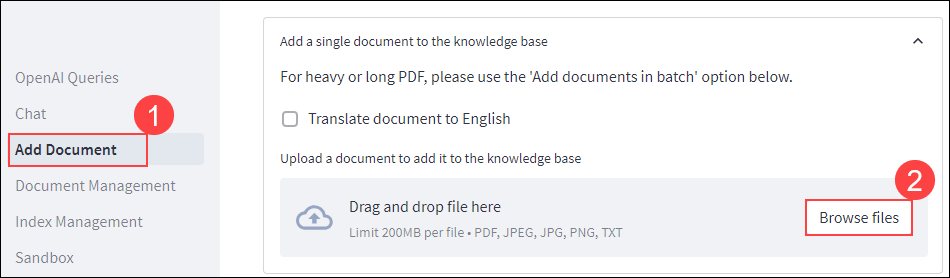 OpenAI Queries
Chat
1
Add Document
Document Management
Index Management
Sandbox
Add a single document to the knowledge base
For heavy or long PDF, please use the 'Add documents in batch' option below.
Translate document to English
Upload a document to add it to the knowledge base
2
Drag and drop file here
Limit 200MB per file • PDF, JPEG, JPG, PNG, TXT
Browse files